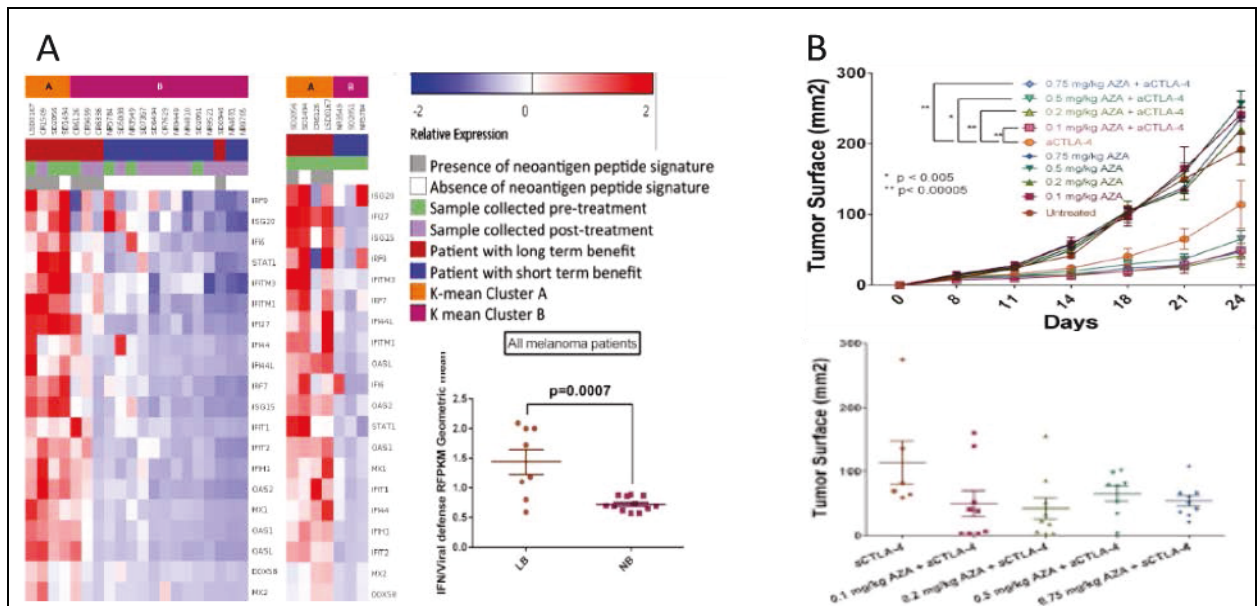 A
B
A
B
A
B
-2
0
2
Relative Expression
Presence of neoantigen peptide signature
Absence of neoantigen peptide signature
Sample collected pre-treatment
Sample collected post-treatment
Patient with long term benefit
Patient with short term benefit
K-mean Cluster A
K mean Cluster B
IRF9
ISG20
IFI6
STAT1
IFITM3
IFITM1
IFI27
IFI44
IFI44L
IRF7
ISG15
IFIT1
IFIT2
IFIH1
OAS2
MX1
OAS1
OASL
DDX58
MX2
ISG20
IFI27
ISG15
IRF9
IFITM3
IRF7
IFI44L
IFITM1
OASL
IFI6
OAS2
STAT1
OAS1
MX1
IFIT1
IFI44
IFIH1
IFIT2
MX2
DDX58
All melanoma patients
IFN/Viral defense RFPKM Geometric mean
p=0.0007
2.5
2.0
1.5
1.0
0.5
0.0
LB
NB
Tumor Surface (mm2)
300
200
100
0
0
8
11
14
18
21
24
Days
0.75 mg/kg AZA + aCTLA-4
0.5 mg/kg AZA + aCTLA-4
0.2 mg/kg AZA + aCTLA-4
0.1 mg/kg AZA + aCTLA-4
aCTLA-4
0.75 mg/kg AZA
0.5 mg/kg AZA
0.2 mg/kg AZA
0.1 mg/kg AZA
Untreated
**
*
**
**
* p < 0.005
** p< 0.00005
Tumor Surface (mm2)
300
100
0
aCTLA-4
0.1 mg/kg AZA + aCTLA-4
0.2 mg/kg AZA + aCTLA-4
0.5 mg/kg AZA + aCTLA-4
0.75 mg/kg AZA + aCTLA-4